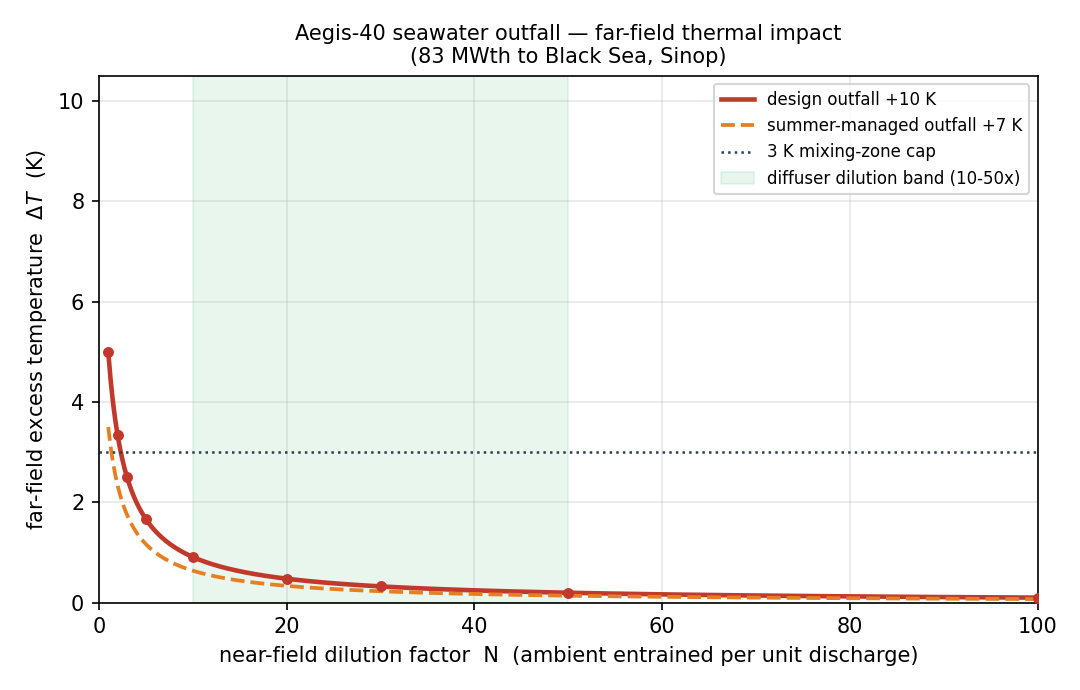 Aegis-40 seawater outfall — far-field thermal impact
(83 MWth to Black Sea, Sinop)
design outfall +10 K
summer-managed outfall +7 K
3 K mixing-zone cap
diffuser dilution band (10-50x)
far-field excess temperature ΔT (K)
10
8
6
4
2
0
0 20 40 60 80 100
near-field dilution factor N (ambient entrained per unit discharge)